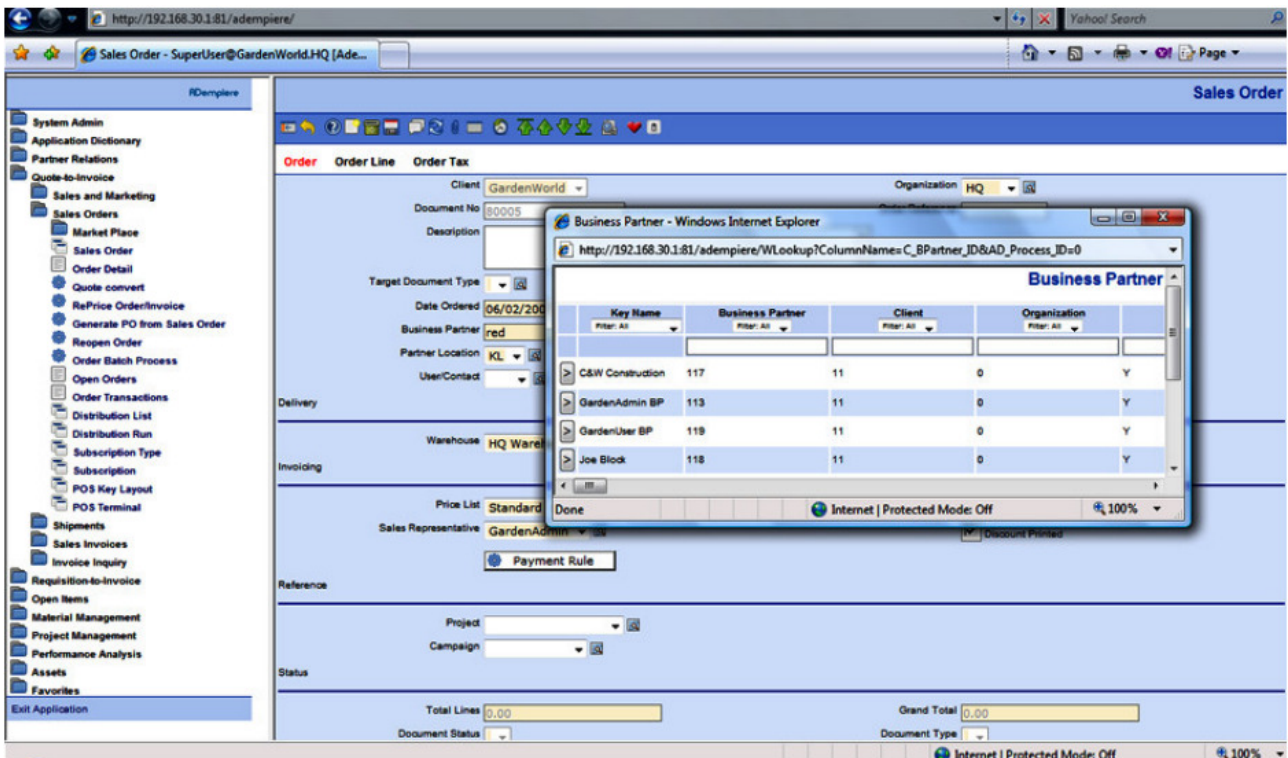 http://192.168.30.1:81/adempiere/
Yahoo! Search
Sales Order - SuperUser@GardenWorld.HQ [Ade...
Page
ADempiere
Sales Order
System Admin
Application Dictionary
Partner Relations
Quote-to-Invoice
Sales and Marketing
Sales Orders
Market Place
Sales Order
Order Detail
Quote convert
RePrice Order/Invoice
Generate PO from Sales Order
Reopen Order
Order Batch Process
Open Orders
Order Transactions
Distribution List
Distribution Run
Subscription Type
Subscription
POS Key Layout
POS Terminal
Shipments
Sales Invoices
Invoice Inquiry
Requisition-to-Invoice
Open Items
Material Management
Project Management
Performance Analysis
Assets
Favorites
Exit Application
Order Order Line Order Tax
Client GardenWorld Organization HQ
Document No 80005
Description
Target Document Type
Date Ordered 06/02/200
Business Partner red
Partner Location KL
User/Contact
Delivery
Warehouse HQ Wareh
Invoicing
Price List Standard
Sales Representative GardenAdmin Discount Printed
Payment Rule
Reference
Project
Campaign
Status
Total Lines 0.00 Grand Total 0.00
Document Status Document Type
Business Partner - Windows Internet Explorer
http://192.168.30.1:81/adempiere/WLookup?ColumnName=C_BPartner_ID&AD_Process_ID=0
Business Partner
Key Name Business Partner Client Organization
Filter: All Filter: All Filter: All Filter: All
C&W Construction 117 11 0 Y
GardenAdmin BP 113 11 0 Y
GardenUser BP 119 11 0 Y
Joe Block 118 11 0 Y
Done Internet | Protected Mode: Off 100%
Internet | Protected Mode: Off 100%